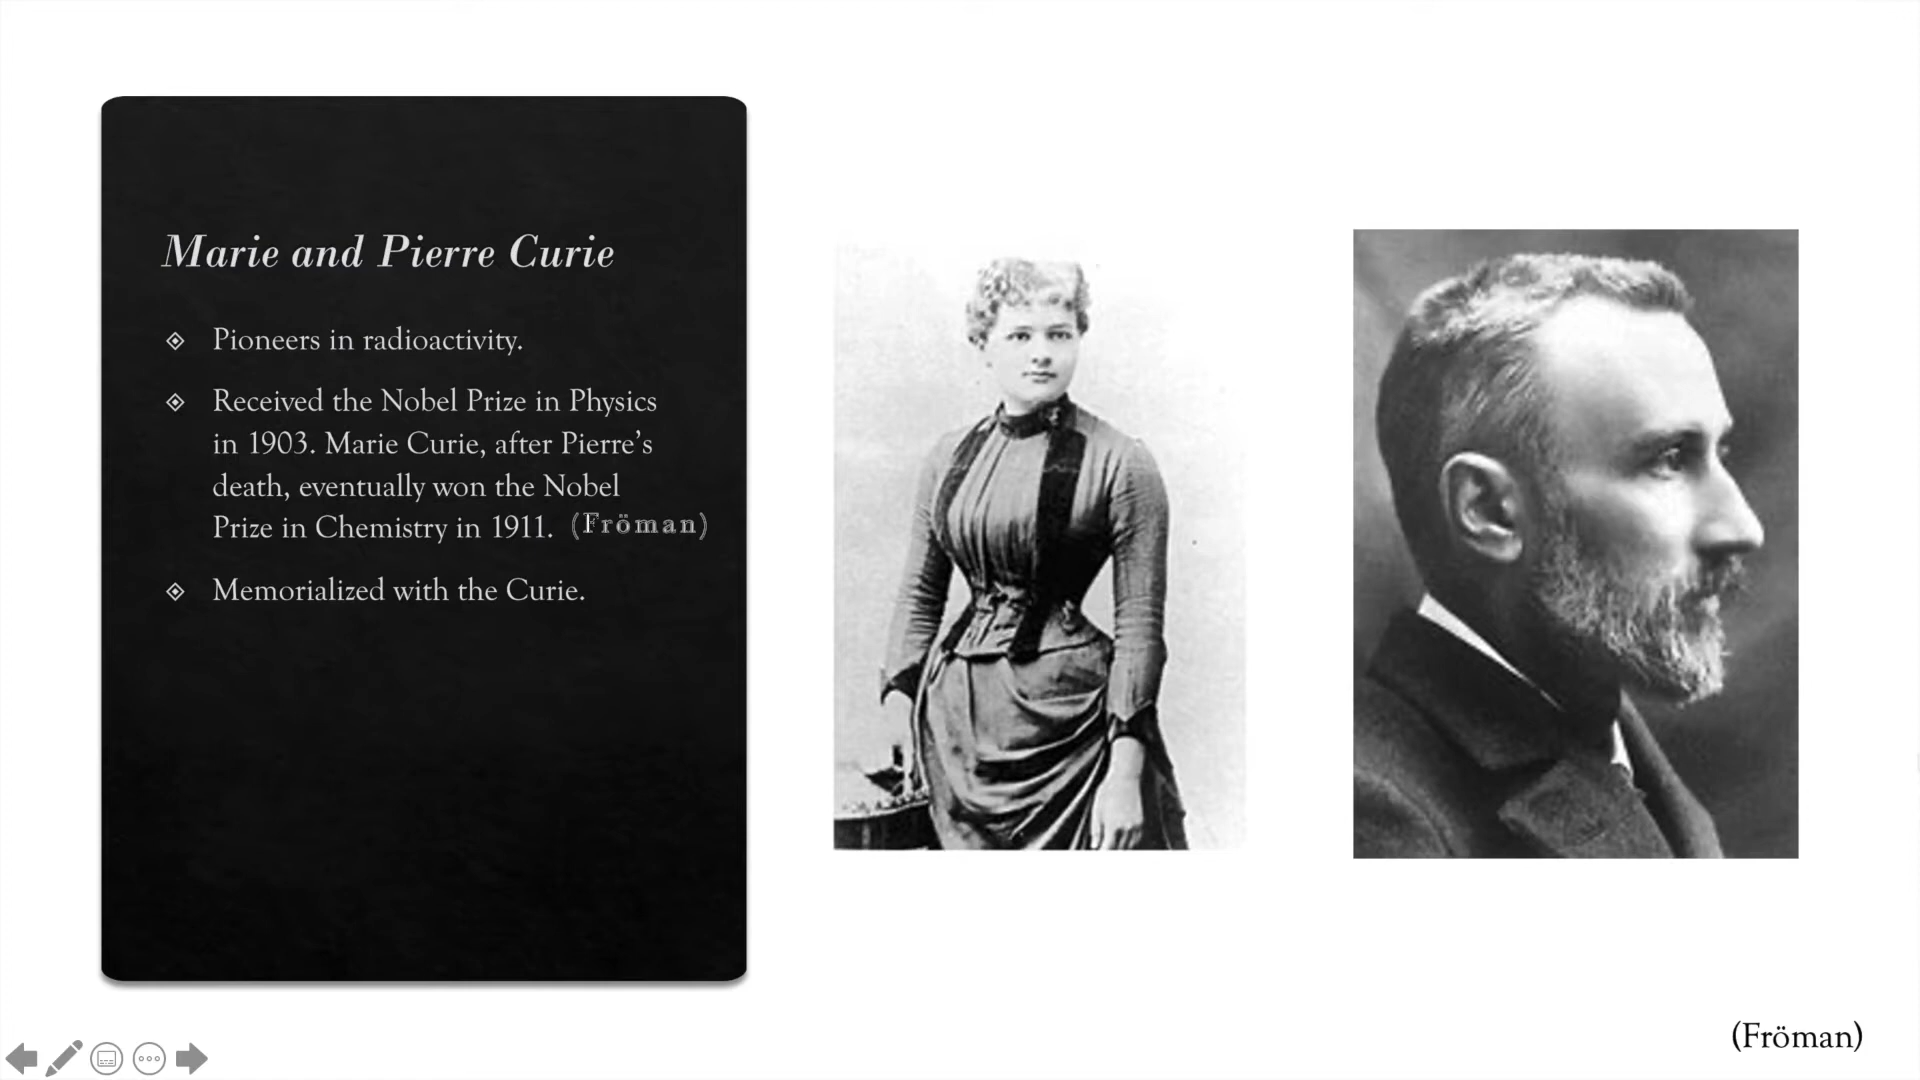 Marie and Pierre Curie
Pioneers in radioactivity.
Received the Nobel Prize in Physics
in 1903. Marie Curie, after Pierre's
death, eventually won the Nobel
Prize in Chemistry in 1911. (Fröman)
Memorialized with the Curie.
(Fröman)